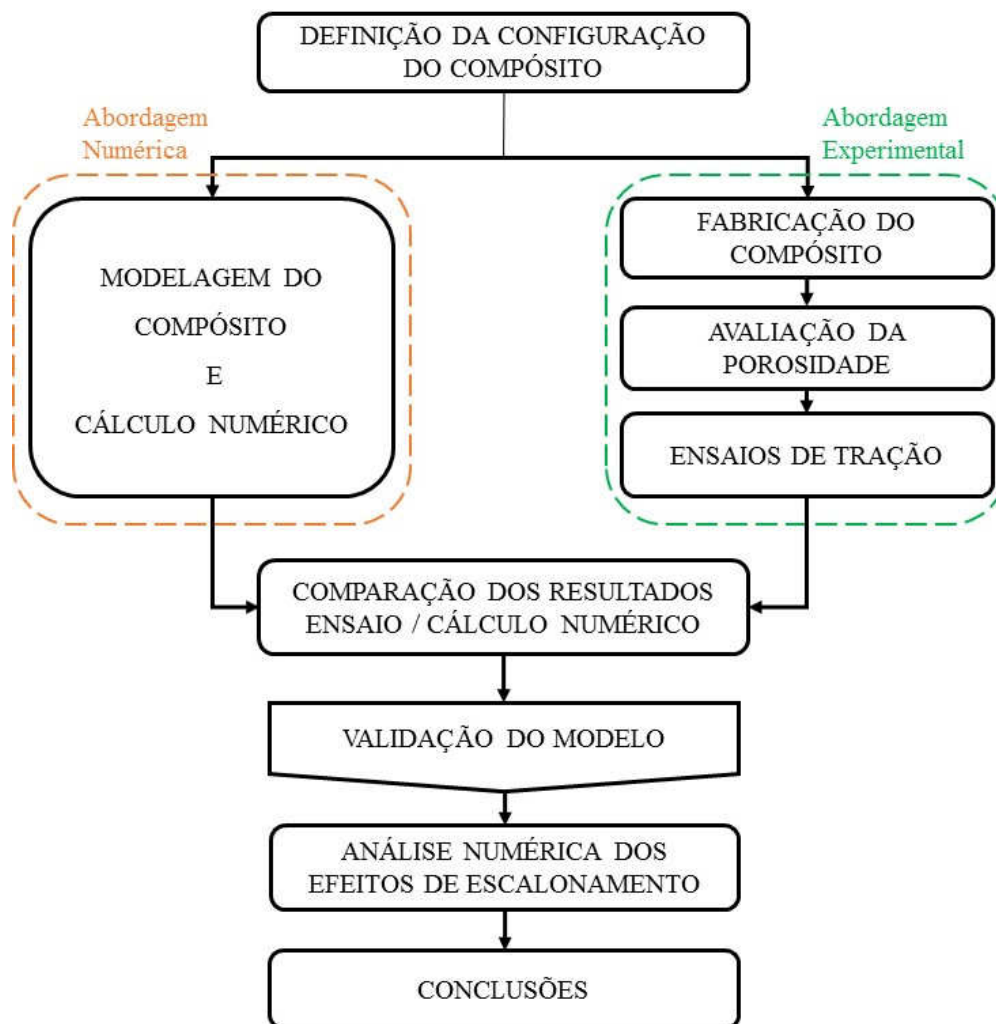 DEFINIÇÃO DA CONFIGURAÇÃO
DO COMPÓSITO
Abordagem
Numérica
Abordagem
Experimental
MODELAGEM DO
COMPÓSITO
E
CÁLCULO NUMÉRICO
FABRICAÇÃO DO
COMPÓSITO
AVALIAÇÃO DA
POROSIDADE
ENSAIOS DE TRAÇÃO
COMPARAÇÃO DOS RESULTADOS
ENSAIO / CÁLCULO NUMÉRICO
VALIDAÇÃO DO MODELO
ANÁLISE NUMÉRICA DOS
EFEITOS DE ESCALONAMENTO
CONCLUSÕES